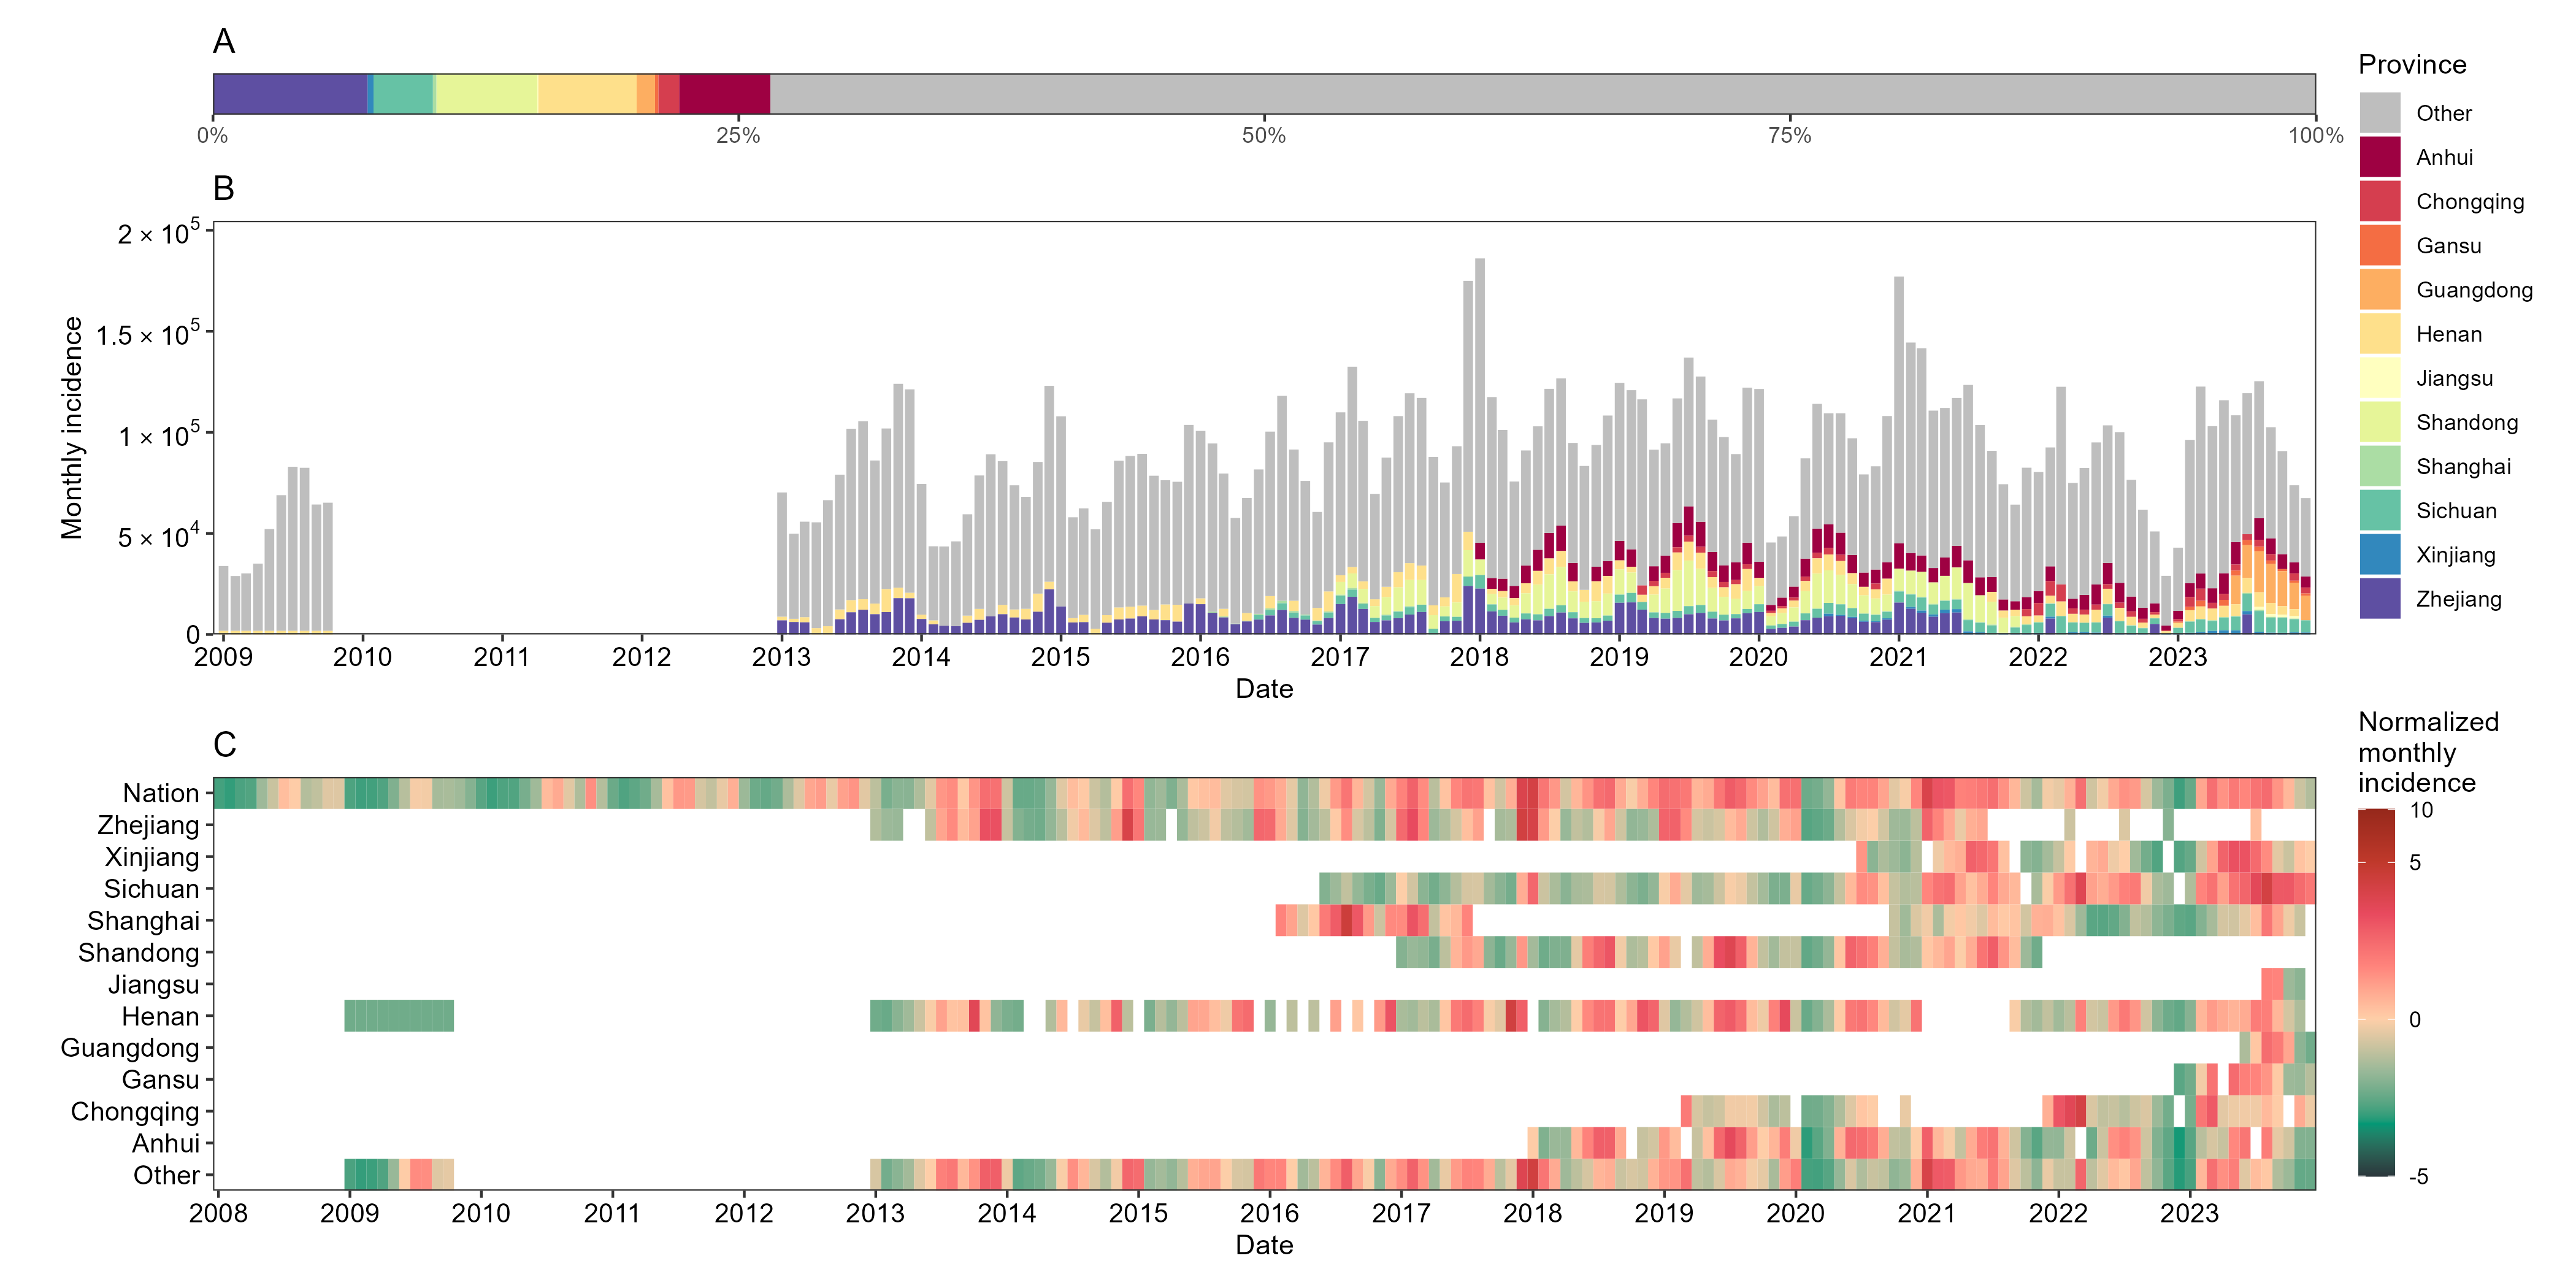 A
0%
25%
50%
75%
100%
B
Monthly incidence
2 × 10⁵
1.5 × 10⁵
1 × 10⁵
5 × 10⁴
0
2009
2010
2011
2012
2013
2014
2015
2016
2017
2018
2019
2020
2021
2022
2023
Date
Province
Other
Anhui
Chongqing
Gansu
Guangdong
Henan
Jiangsu
Shandong
Shanghai
Sichuan
Xinjiang
Zhejiang
C
Nation
Zhejiang
Xinjiang
Sichuan
Shanghai
Shandong
Jiangsu
Henan
Guangdong
Gansu
Chongqing
Anhui
Other
2008
2009
2010
2011
2012
2013
2014
2015
2016
2017
2018
2019
2020
2021
2022
2023
Date
Normalized
monthly
incidence
10
5
0
-5